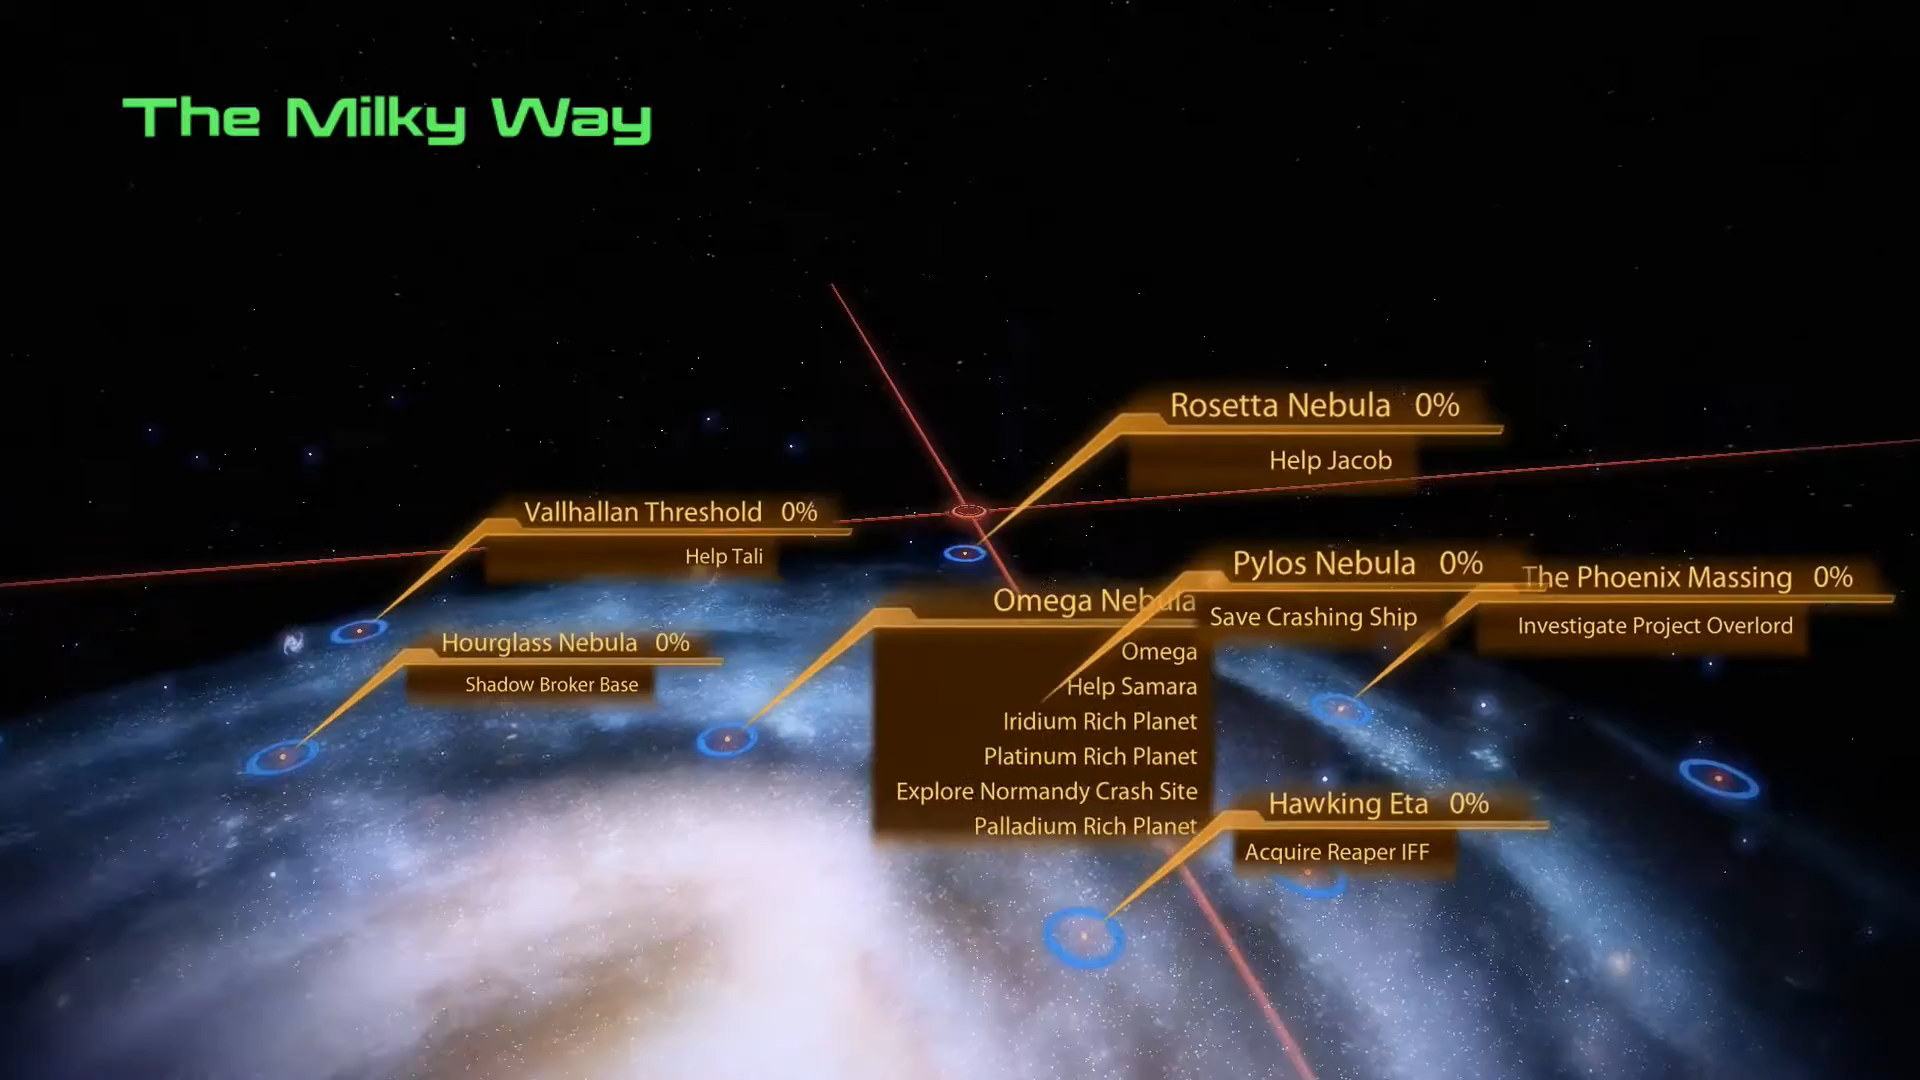 The Milky Way
Rosetta Nebula 0%
Help Jacob
Vallhallan Threshold 0%
Help Tali
Pylos Nebula 0%
Save Crashing Ship
The Phoenix Massing 0%
Investigate Project Overlord
Omega Nebula
Omega
Help Samara
Iridium Rich Planet
Platinum Rich Planet
Explore Normandy Crash Site
Palladium Rich Planet
Hourglass Nebula 0%
Shadow Broker Base
Hawking Eta 0%
Acquire Reaper IFF